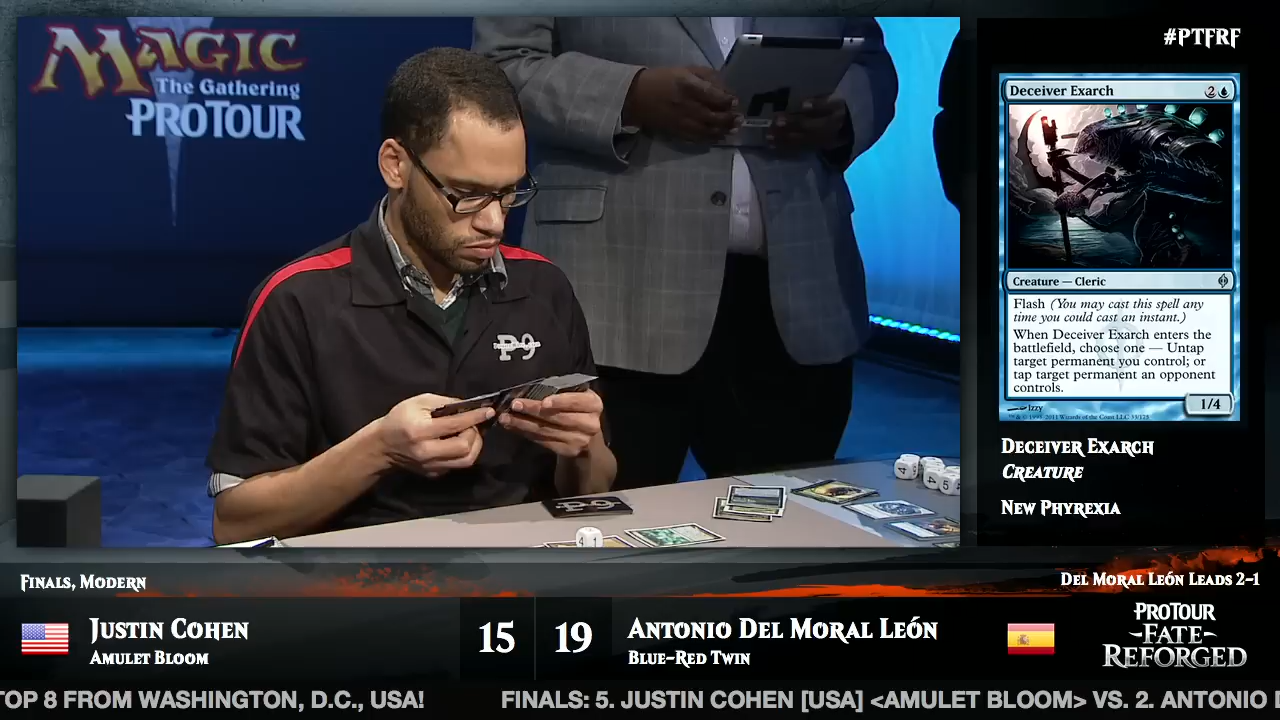 MAGIC
The Gathering
PROTOUR
P9
#PTFRF
Deceiver Exarch 2
Creature — Cleric
Flash (You may cast this spell any
time you could cast an instant.)
When Deceiver Exarch enters the
battlefield, choose one — Untap
target permanent you control; or
tap target permanent an opponent
controls.
Izzy
1/4
DECEIVER EXARCH
CREATURE
NEW PHYREXIA
FINALS, MODERN
DEL MORAL LEÓN LEADS 2-1
JUSTIN COHEN
AMULET BLOOM
15
19
ANTONIO DEL MORAL LEÓN
BLUE-RED TWIN
PROTOUR
-FATE-
REFORGED
TOP 8 FROM WASHINGTON, D.C., USA! FINALS: 5. JUSTIN COHEN [USA] <AMULET BLOOM> VS. 2. ANTONIO